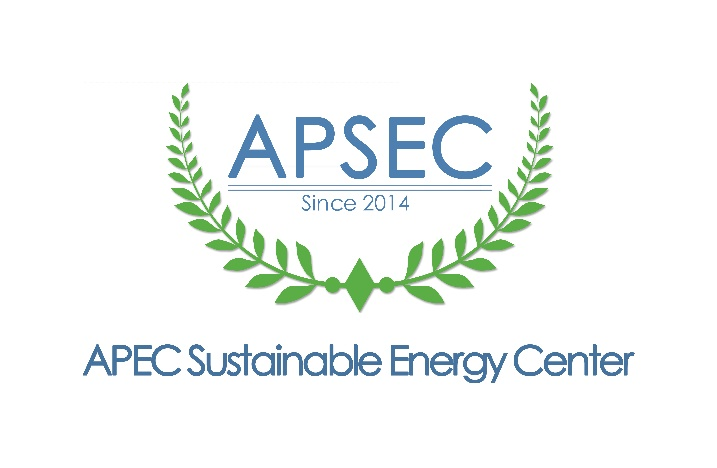 APSEC
Since 2014
APEC Sustainable Energy Center